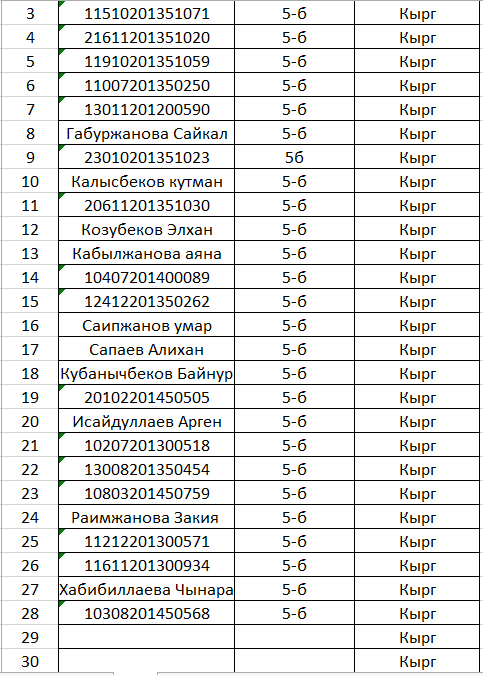 3 11510201351071 5-б Кырг
4 21611201351020 5-б Кырг
5 11910201351059 5-б Кырг
6 11007201350250 5-б Кырг
7 13011201200590 5-б Кырг
8 Габуржанова Сайкал 5-б Кырг
9 23010201351023 5б Кырг
10 Калысбеков кутман 5-б Кырг
11 20611201351030 5-б Кырг
12 Козубеков Элхан 5-б Кырг
13 Кабылжанова аяна 5-б Кырг
14 10407201400089 5-б Кырг
15 12412201350262 5-б Кырг
16 Саипжанов умар 5-б Кырг
17 Сапаев Алихан 5-б Кырг
18 Кубанычбеков Байнур 5-б Кырг
19 20102201450505 5-б Кырг
20 Исайдуллаев Арген 5-б Кырг
21 10207201300518 5-б Кырг
22 13008201350454 5-б Кырг
23 10803201450759 5-б Кырг
24 Раимжанова Закия 5-б Кырг
25 11212201300571 5-б Кырг
26 11611201300934 5-б Кырг
27 Хабибиллаева Чынара 5-б Кырг
28 10308201450568 5-б Кырг
29 Кырг
30 Кырг